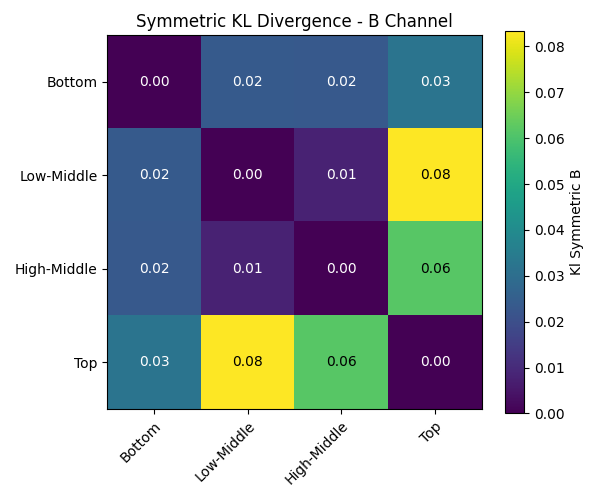 Symmetric KL Divergence - B Channel
Bottom 0.00 0.02 0.02 0.03
Low-Middle 0.02 0.00 0.01 0.08
High-Middle 0.02 0.01 0.00 0.06
Top 0.03 0.08 0.06 0.00
Bottom Low-Middle High-Middle Top
0.08
0.07
0.06
0.05
0.04
0.03
0.02
0.01
0.00
Kl Symmetric B